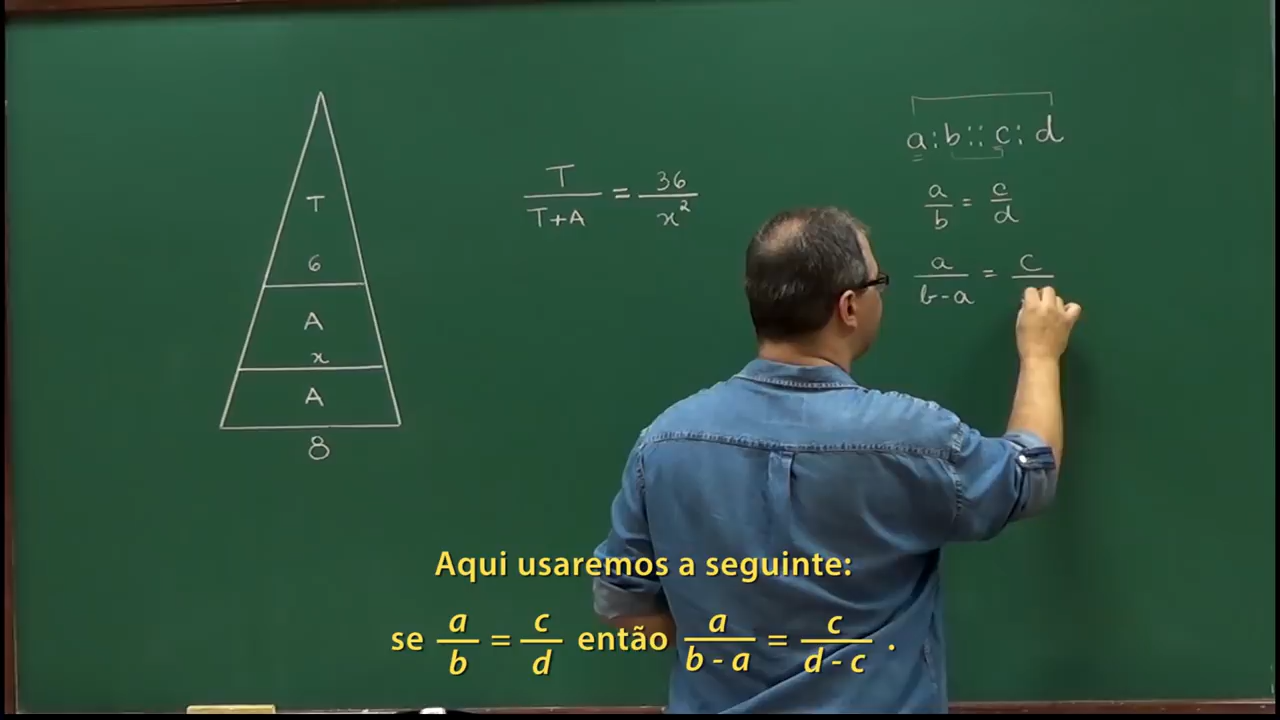 T
6
A
x
A
8
T/(T+A) = 36/x²
a:b::c:d
a/b = c/d
a/(b-a) = c/
Aqui usaremos a seguinte:
se a/b = c/d então a/(b - a) = c/(d - c) .